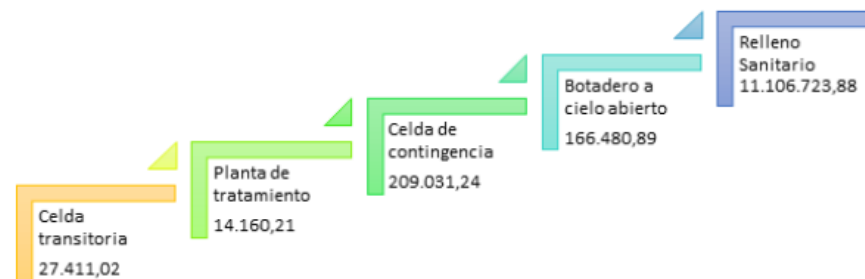 Celda
transitoria
27.411,02
Planta de
tratamiento
14.160,21
Celda de
contingencia
209.031,24
Botadero a
cielo abierto
166.480,89
Relleno
Sanitario
11.106.723,88